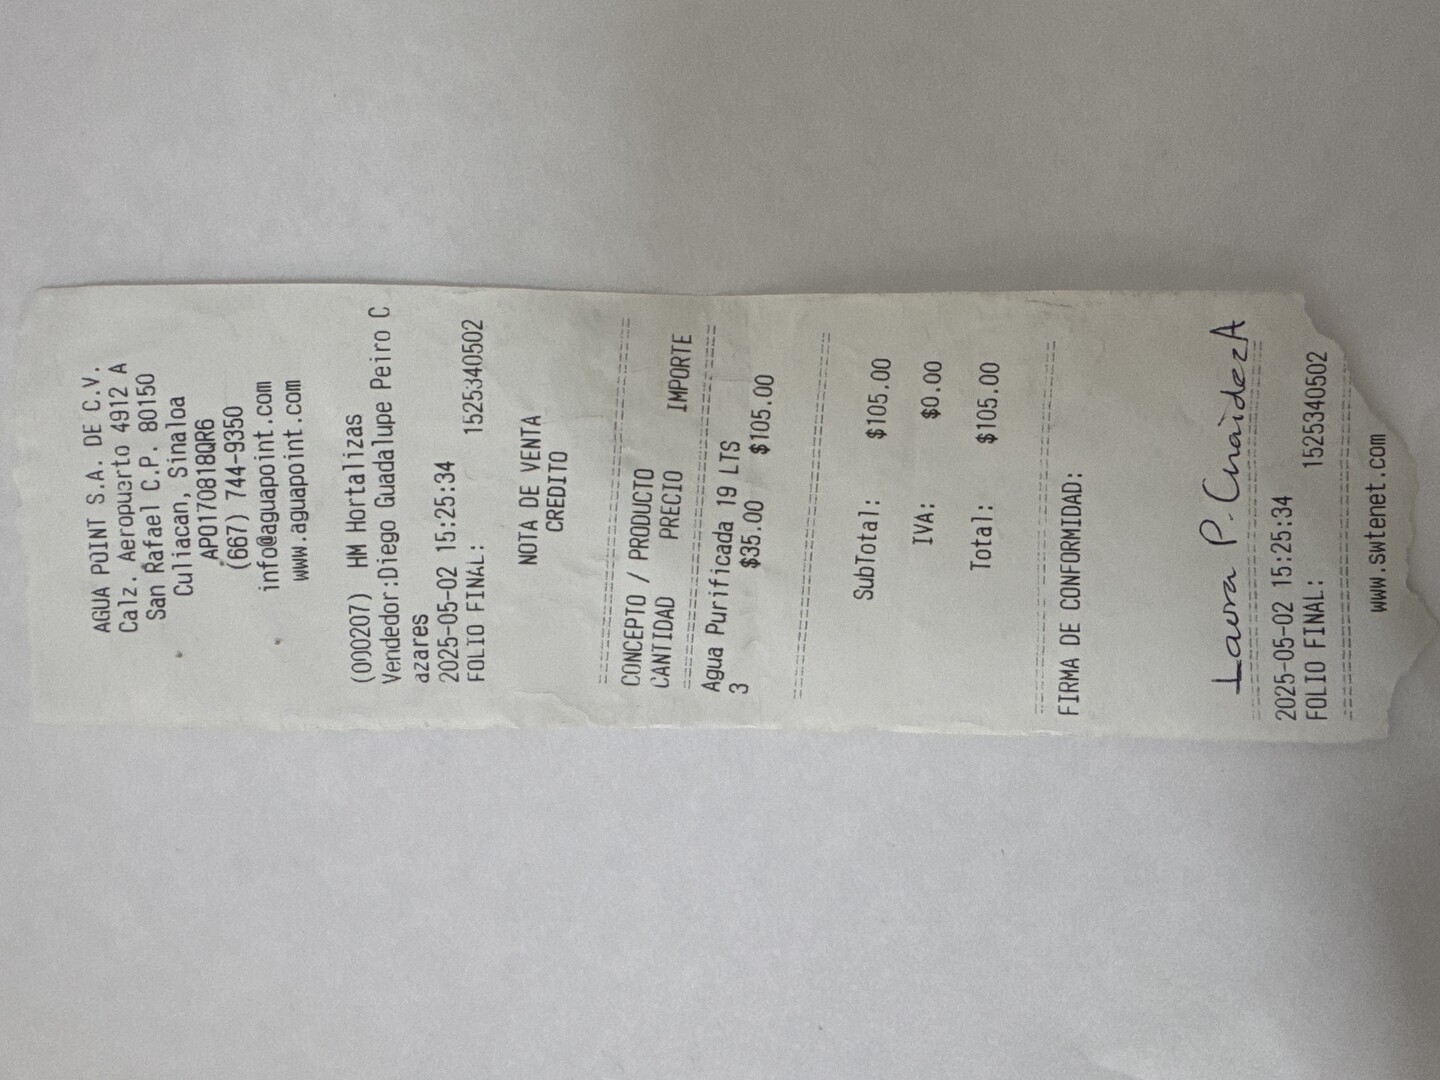 AGUA POINT S.A. DE C.V.
Calz. Aeropuerto 4912 A
San Rafael C.P. 80150
Culiacan, Sinaloa
APO170818QR6
(667) 744-9350
info@aguapoint.com
www.aguapoint.com
(000207) HM Hortalizas
Vendedor:Diego Guadalupe Peiro C
azares
2025-05-02 15:25:34
FOLIO FINAL: 1525340502
NOTA DE VENTA
CREDITO
CONCEPTO / PRODUCTO
CANTIDAD PRECIO IMPORTE
Agua Purificada 19 LTS
3 $35.00 $105.00
SubTotal: $105.00
IVA: $0.00
Total: $105.00
FIRMA DE CONFORMIDAD:
Laura P. Chaidez A
2025-05-02 15:25:34
FOLIO FINAL: 1525340502
www.swtenet.com